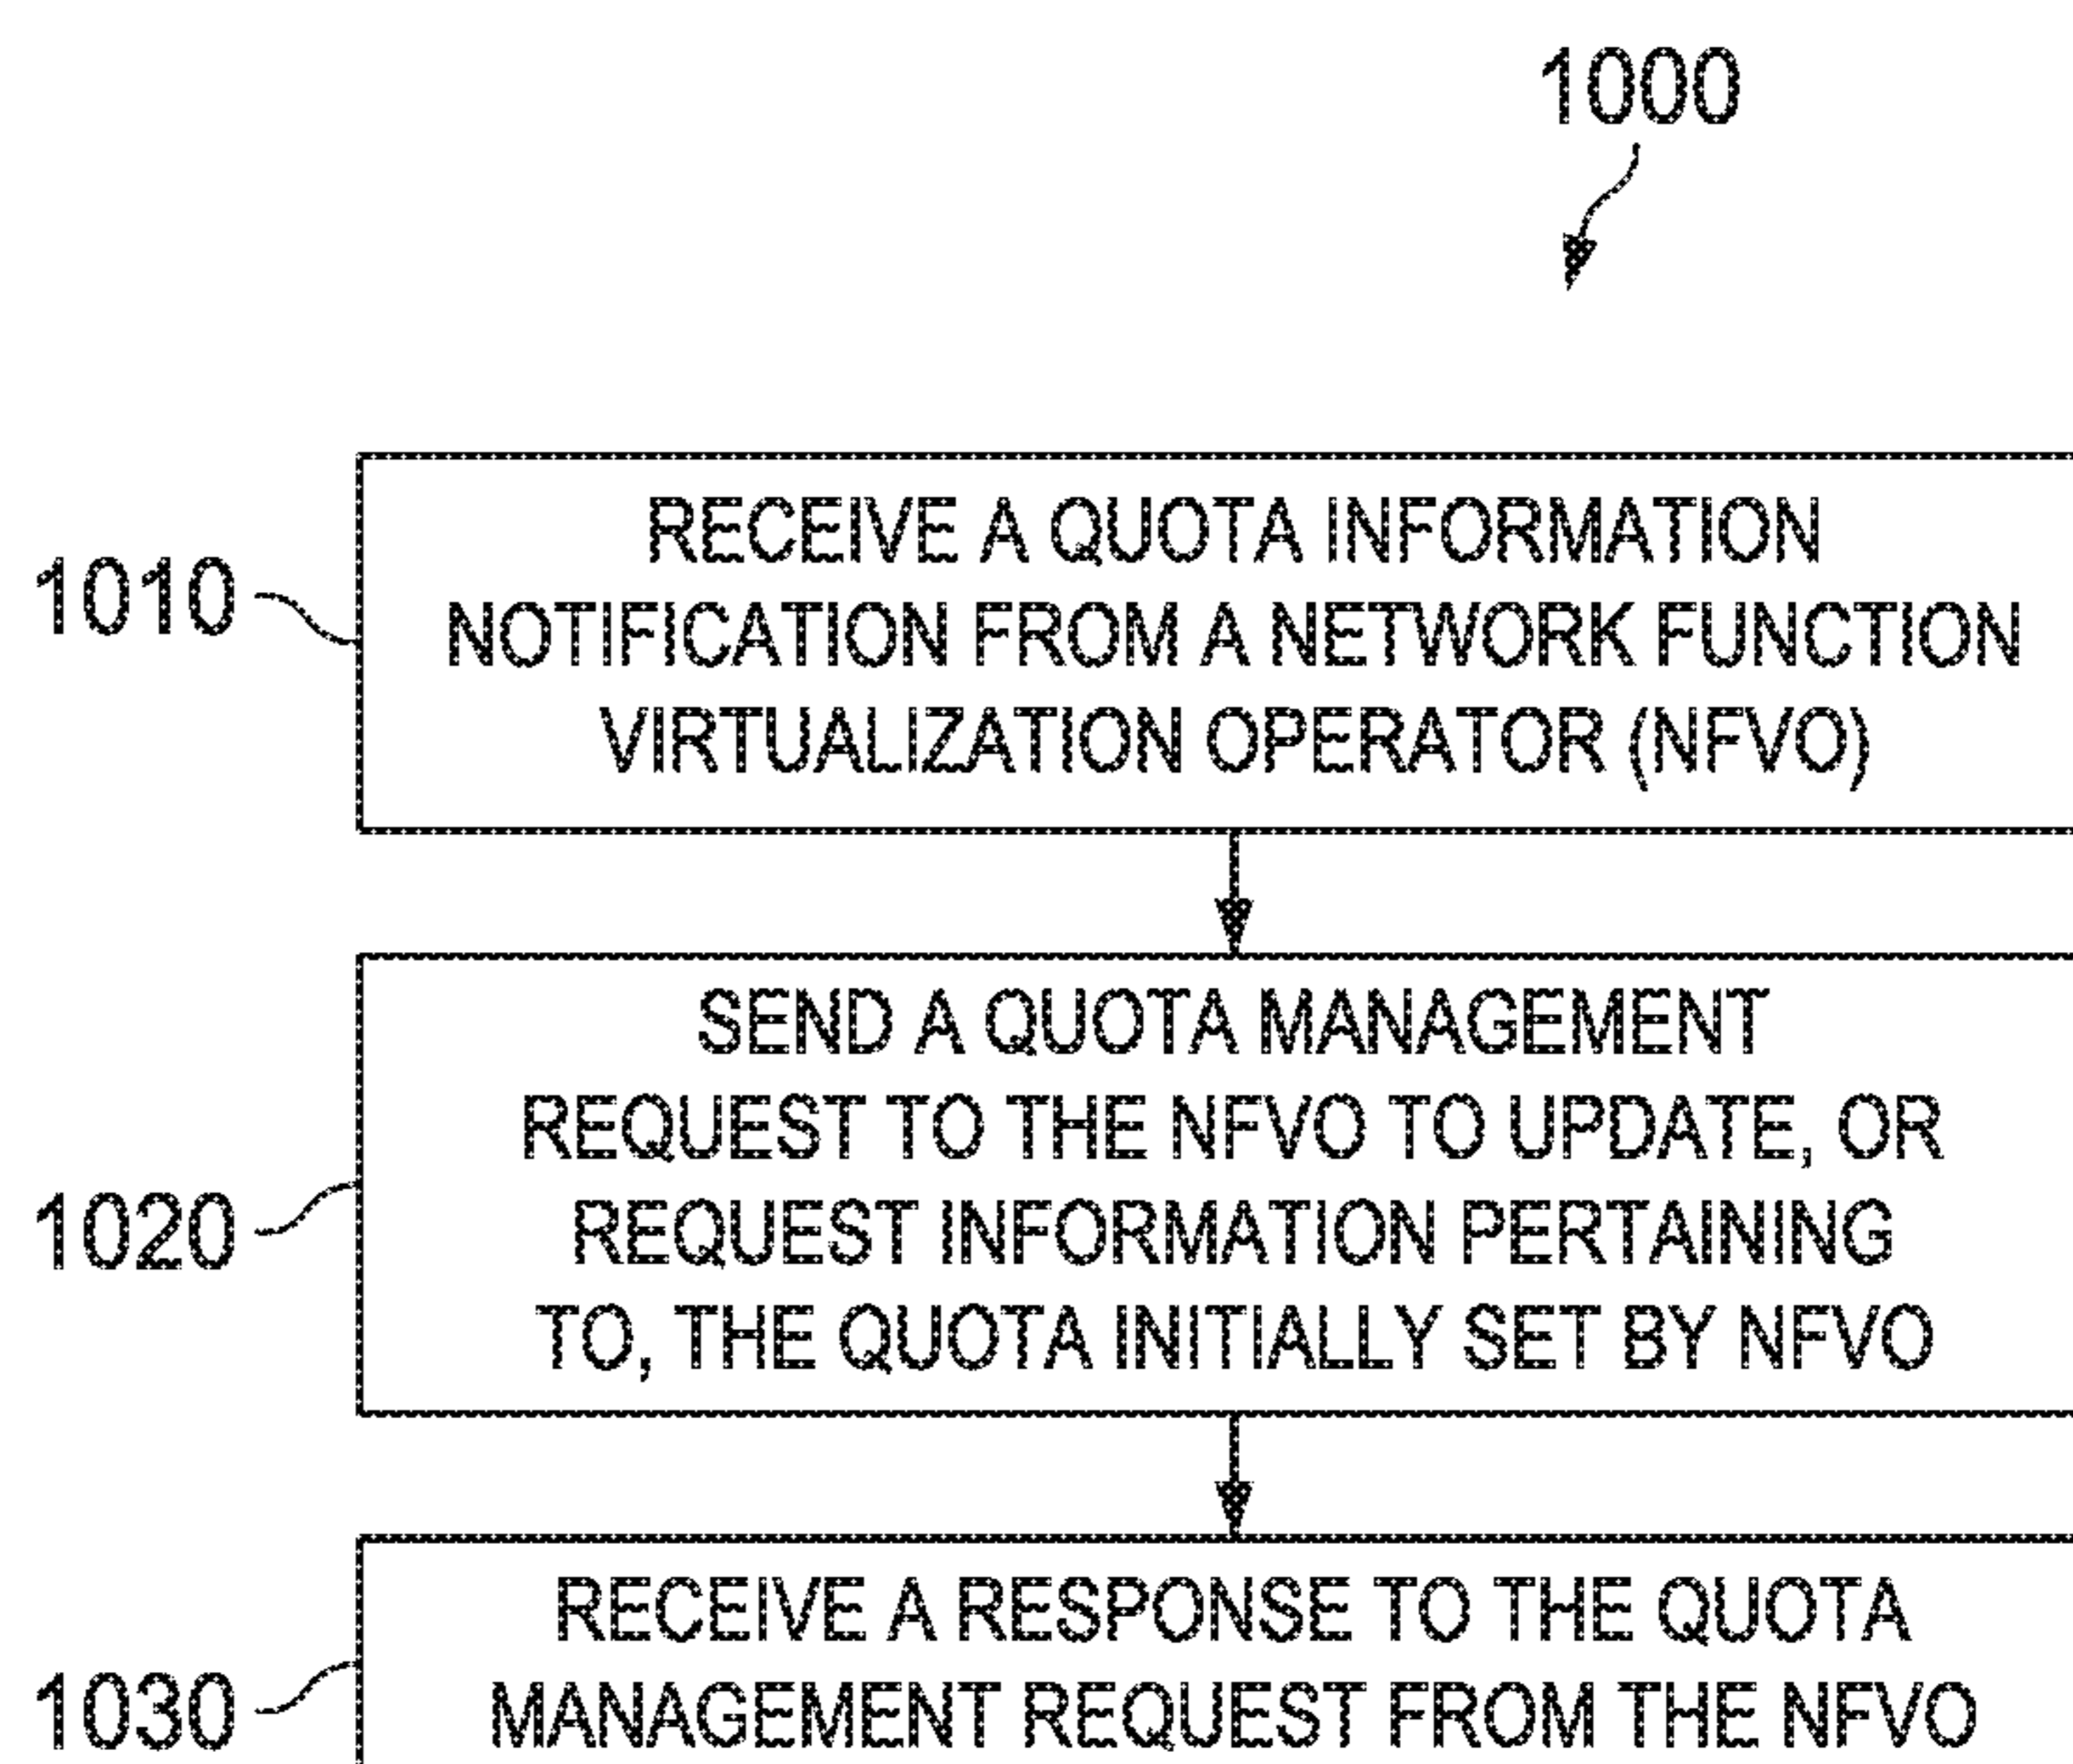 1000
1010
RECEIVE A QUOTA INFORMATION
NOTIFICATION FROM A NETWORK FUNCTION
VIRTUALIZATION OPERATOR (NFVO)
1020
SEND A QUOTA MANAGEMENT
REQUEST TO THE NFVO TO UPDATE, OR
REQUEST INFORMATION PERTAINING
TO, THE QUOTA INITIALLY SET BY NFVO
1030
RECEIVE A RESPONSE TO THE QUOTA
MANAGEMENT REQUEST FROM THE NFVO